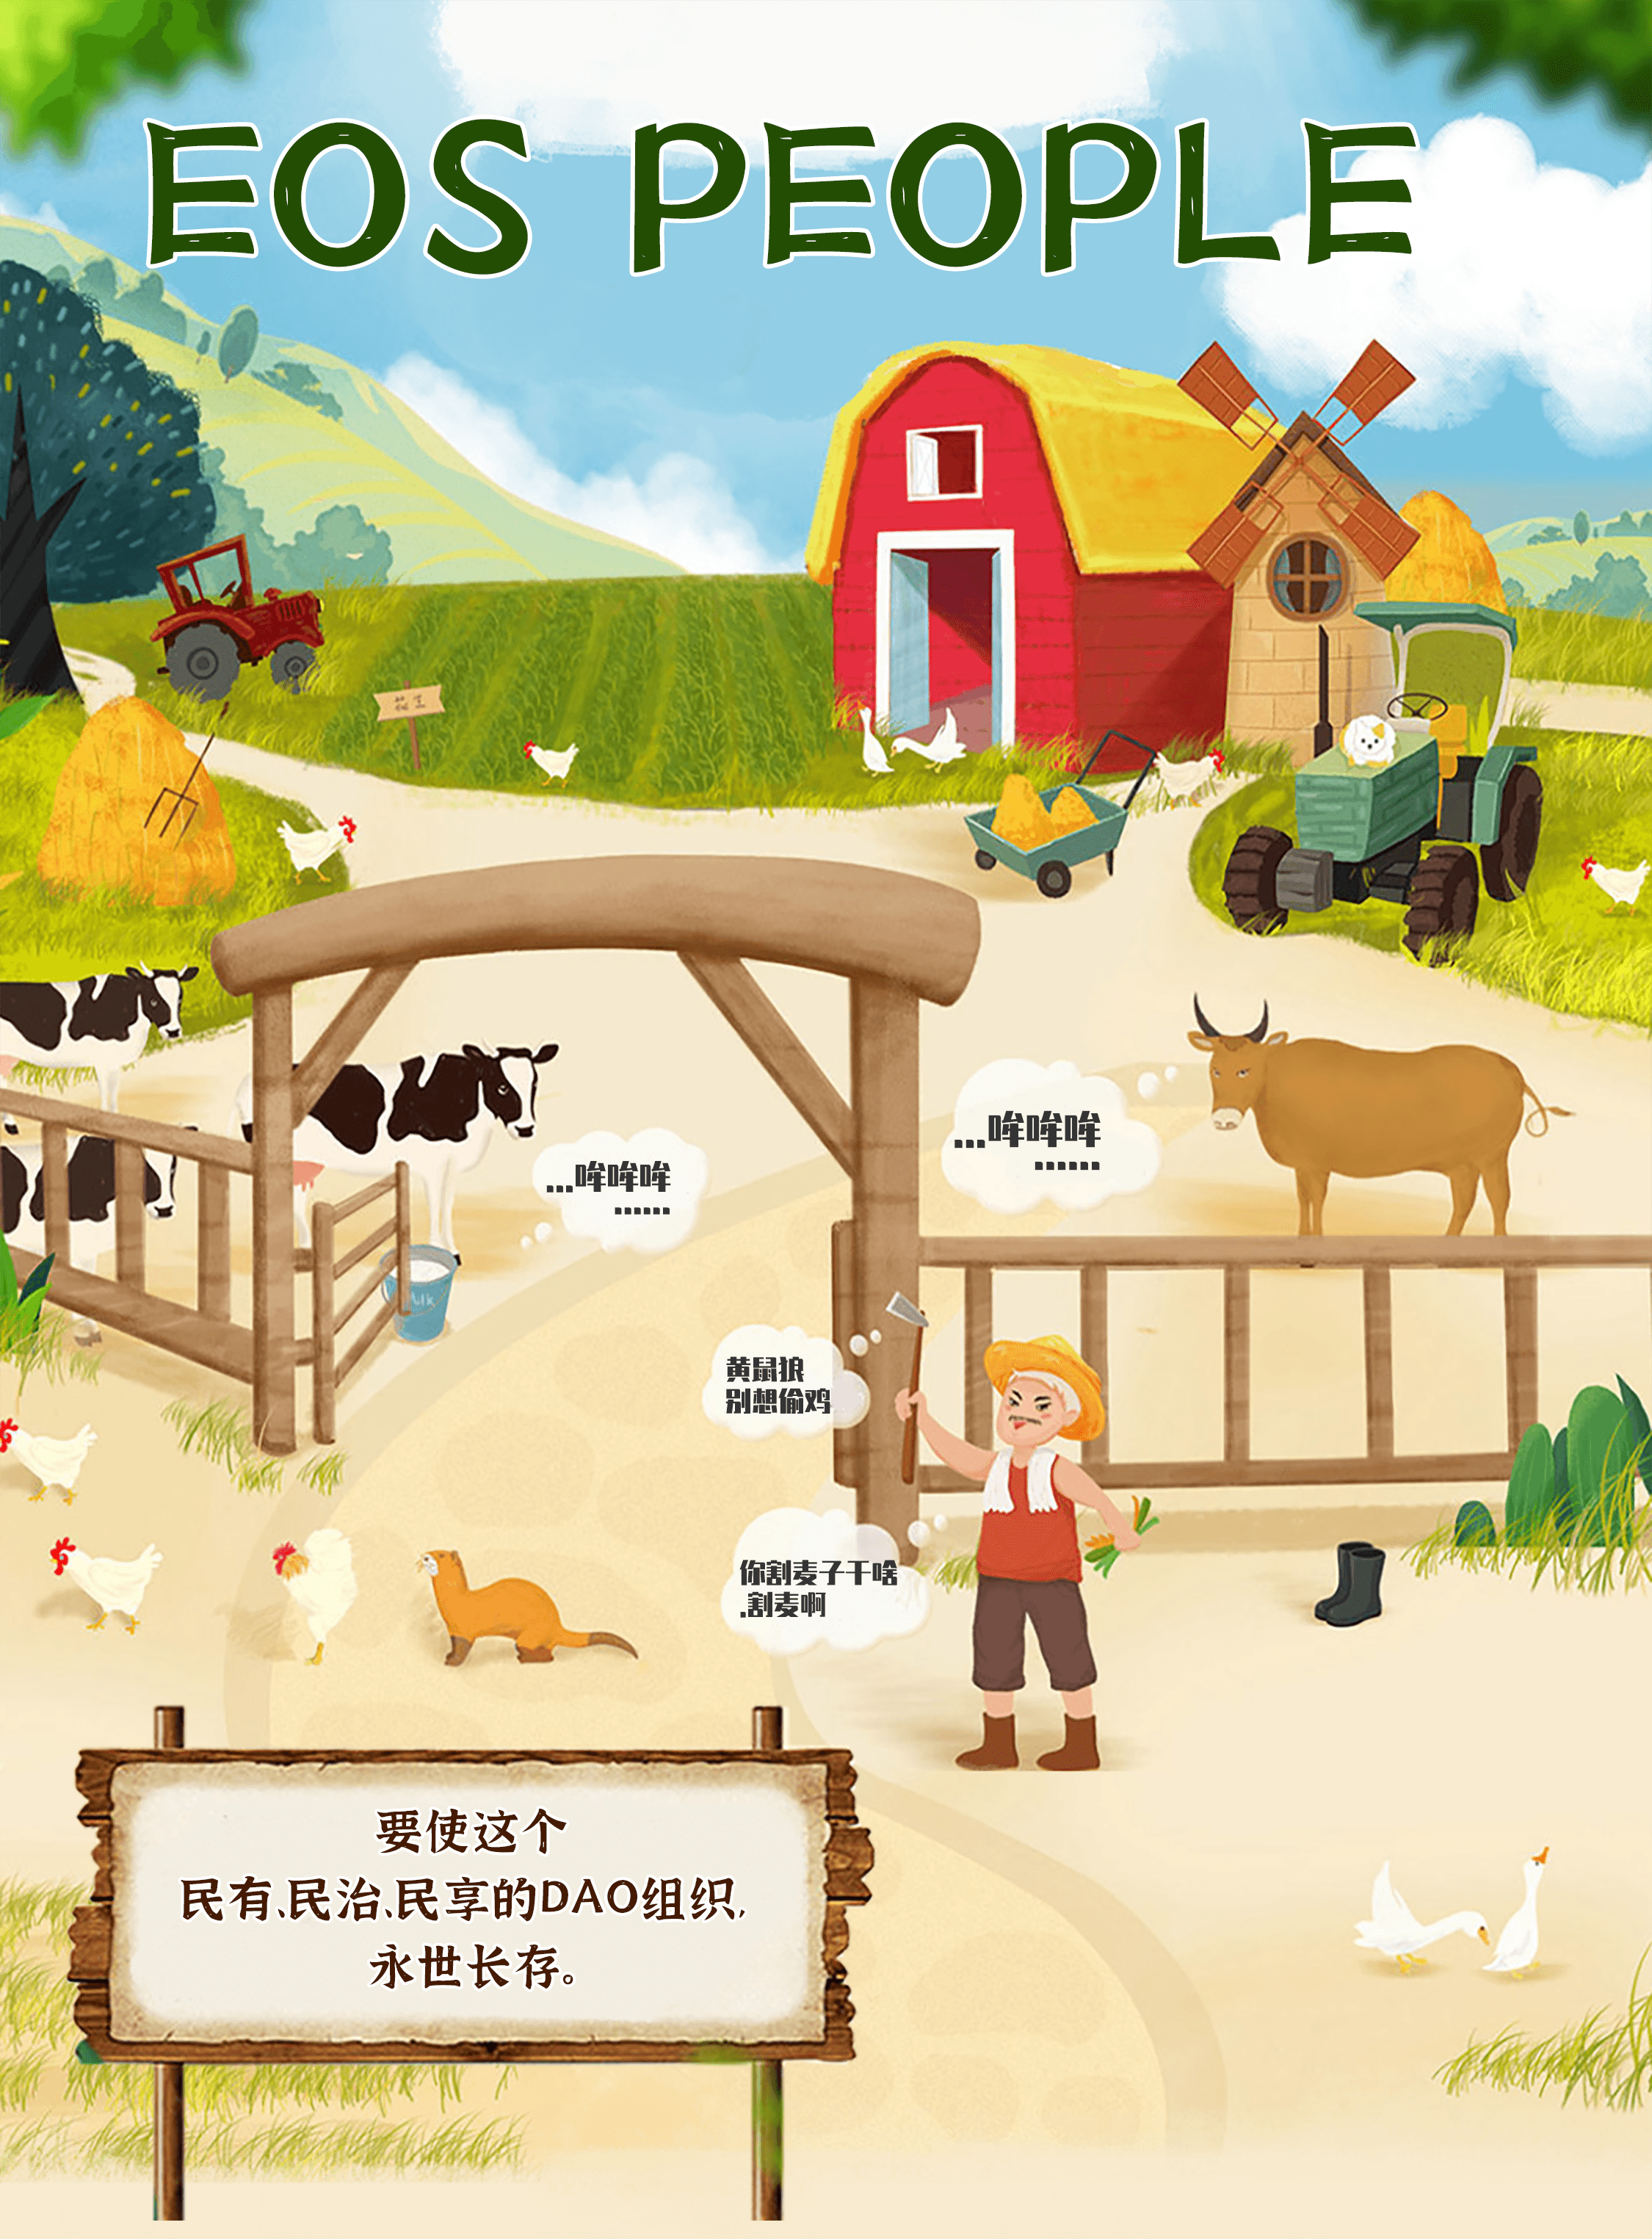 EOS PEOPLE
花生
...哞哞哞
......
...哞哞哞
......
黄鼠狼
别想偷鸡
你割麦子干啥
.割麦啊
要使这个
民有、民治、民享的DAO组织,
永世长存。